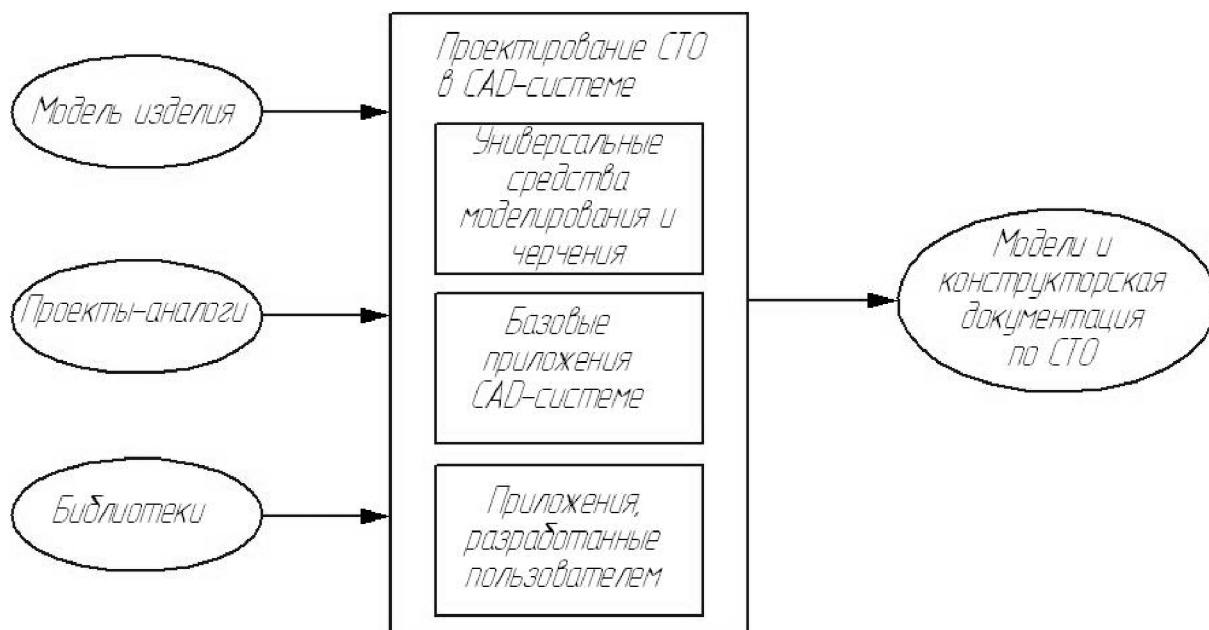 Модель изделия
Проекты-аналоги
Библиотеки
Проектирование СТО
в CAD-системе
Универсальные
средства
моделирования и
черчения
Базовые
приложения
CAD-системе
Приложения,
разработанные
пользователем
Модели и
конструкторская
документация
по СТО